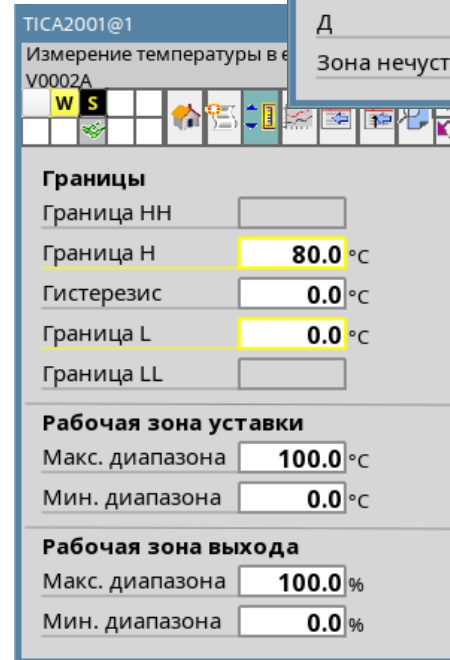 TICA2001@1
Д
Измерение температуры в
Зона нечуст
V0002A
W S
Границы
Граница HH
Граница H 80.0 °C
Гистерезис 0.0 °C
Граница L 0.0 °C
Граница LL
Рабочая зона уставки
Макс. диапазона 100.0 °C
Мин. диапазона 0.0 °C
Рабочая зона выхода
Макс. диапазона 100.0 %
Мин. диапазона 0.0 %